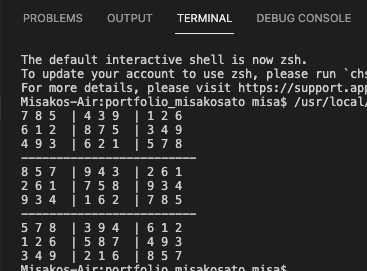 PROBLEMS OUTPUT TERMINAL DEBUG CONSOLE
The default interactive shell is now zsh.
To update your account to use zsh, please run `chs
For more details, please visit https://support.app
Misakos-Air:portfolio_misakosato misa$ /usr/local/
7 8 5 | 4 3 9 | 1 2 6
6 1 2 | 8 7 5 | 3 4 9
4 9 3 | 6 2 1 | 5 7 8
-------------------------
8 5 7 | 9 4 3 | 2 6 1
2 6 1 | 7 5 8 | 9 3 4
9 3 4 | 1 6 2 | 7 8 5
-------------------------
5 7 8 | 3 9 4 | 6 1 2
1 2 6 | 5 8 7 | 4 9 3
3 4 9 | 2 1 6 | 8 5 7
Misakos-Air:portfolio_misakosato misa$